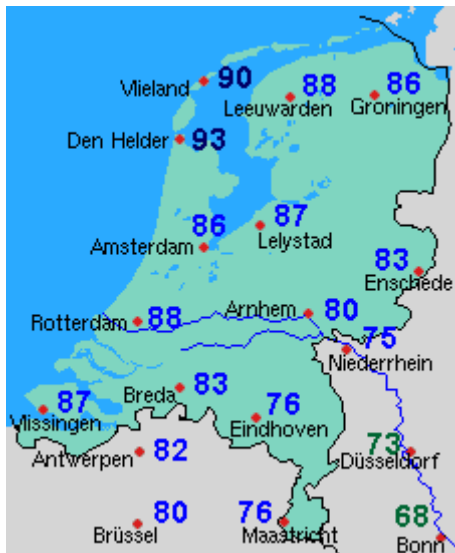 90
Vlieland
88
86
Leeuwarden
Groningen
Den Helder 93
86
87
Amsterdam
Lelystad
83
Enschede
Arnhem 80
Rotterdam 88
75
Niederrhein
Breda 83
87
76
Vlissingen
Eindhoven
73
Antwerpen 82
Düsseldorf
80
76
68
Brüssel
Maastricht
Bonn